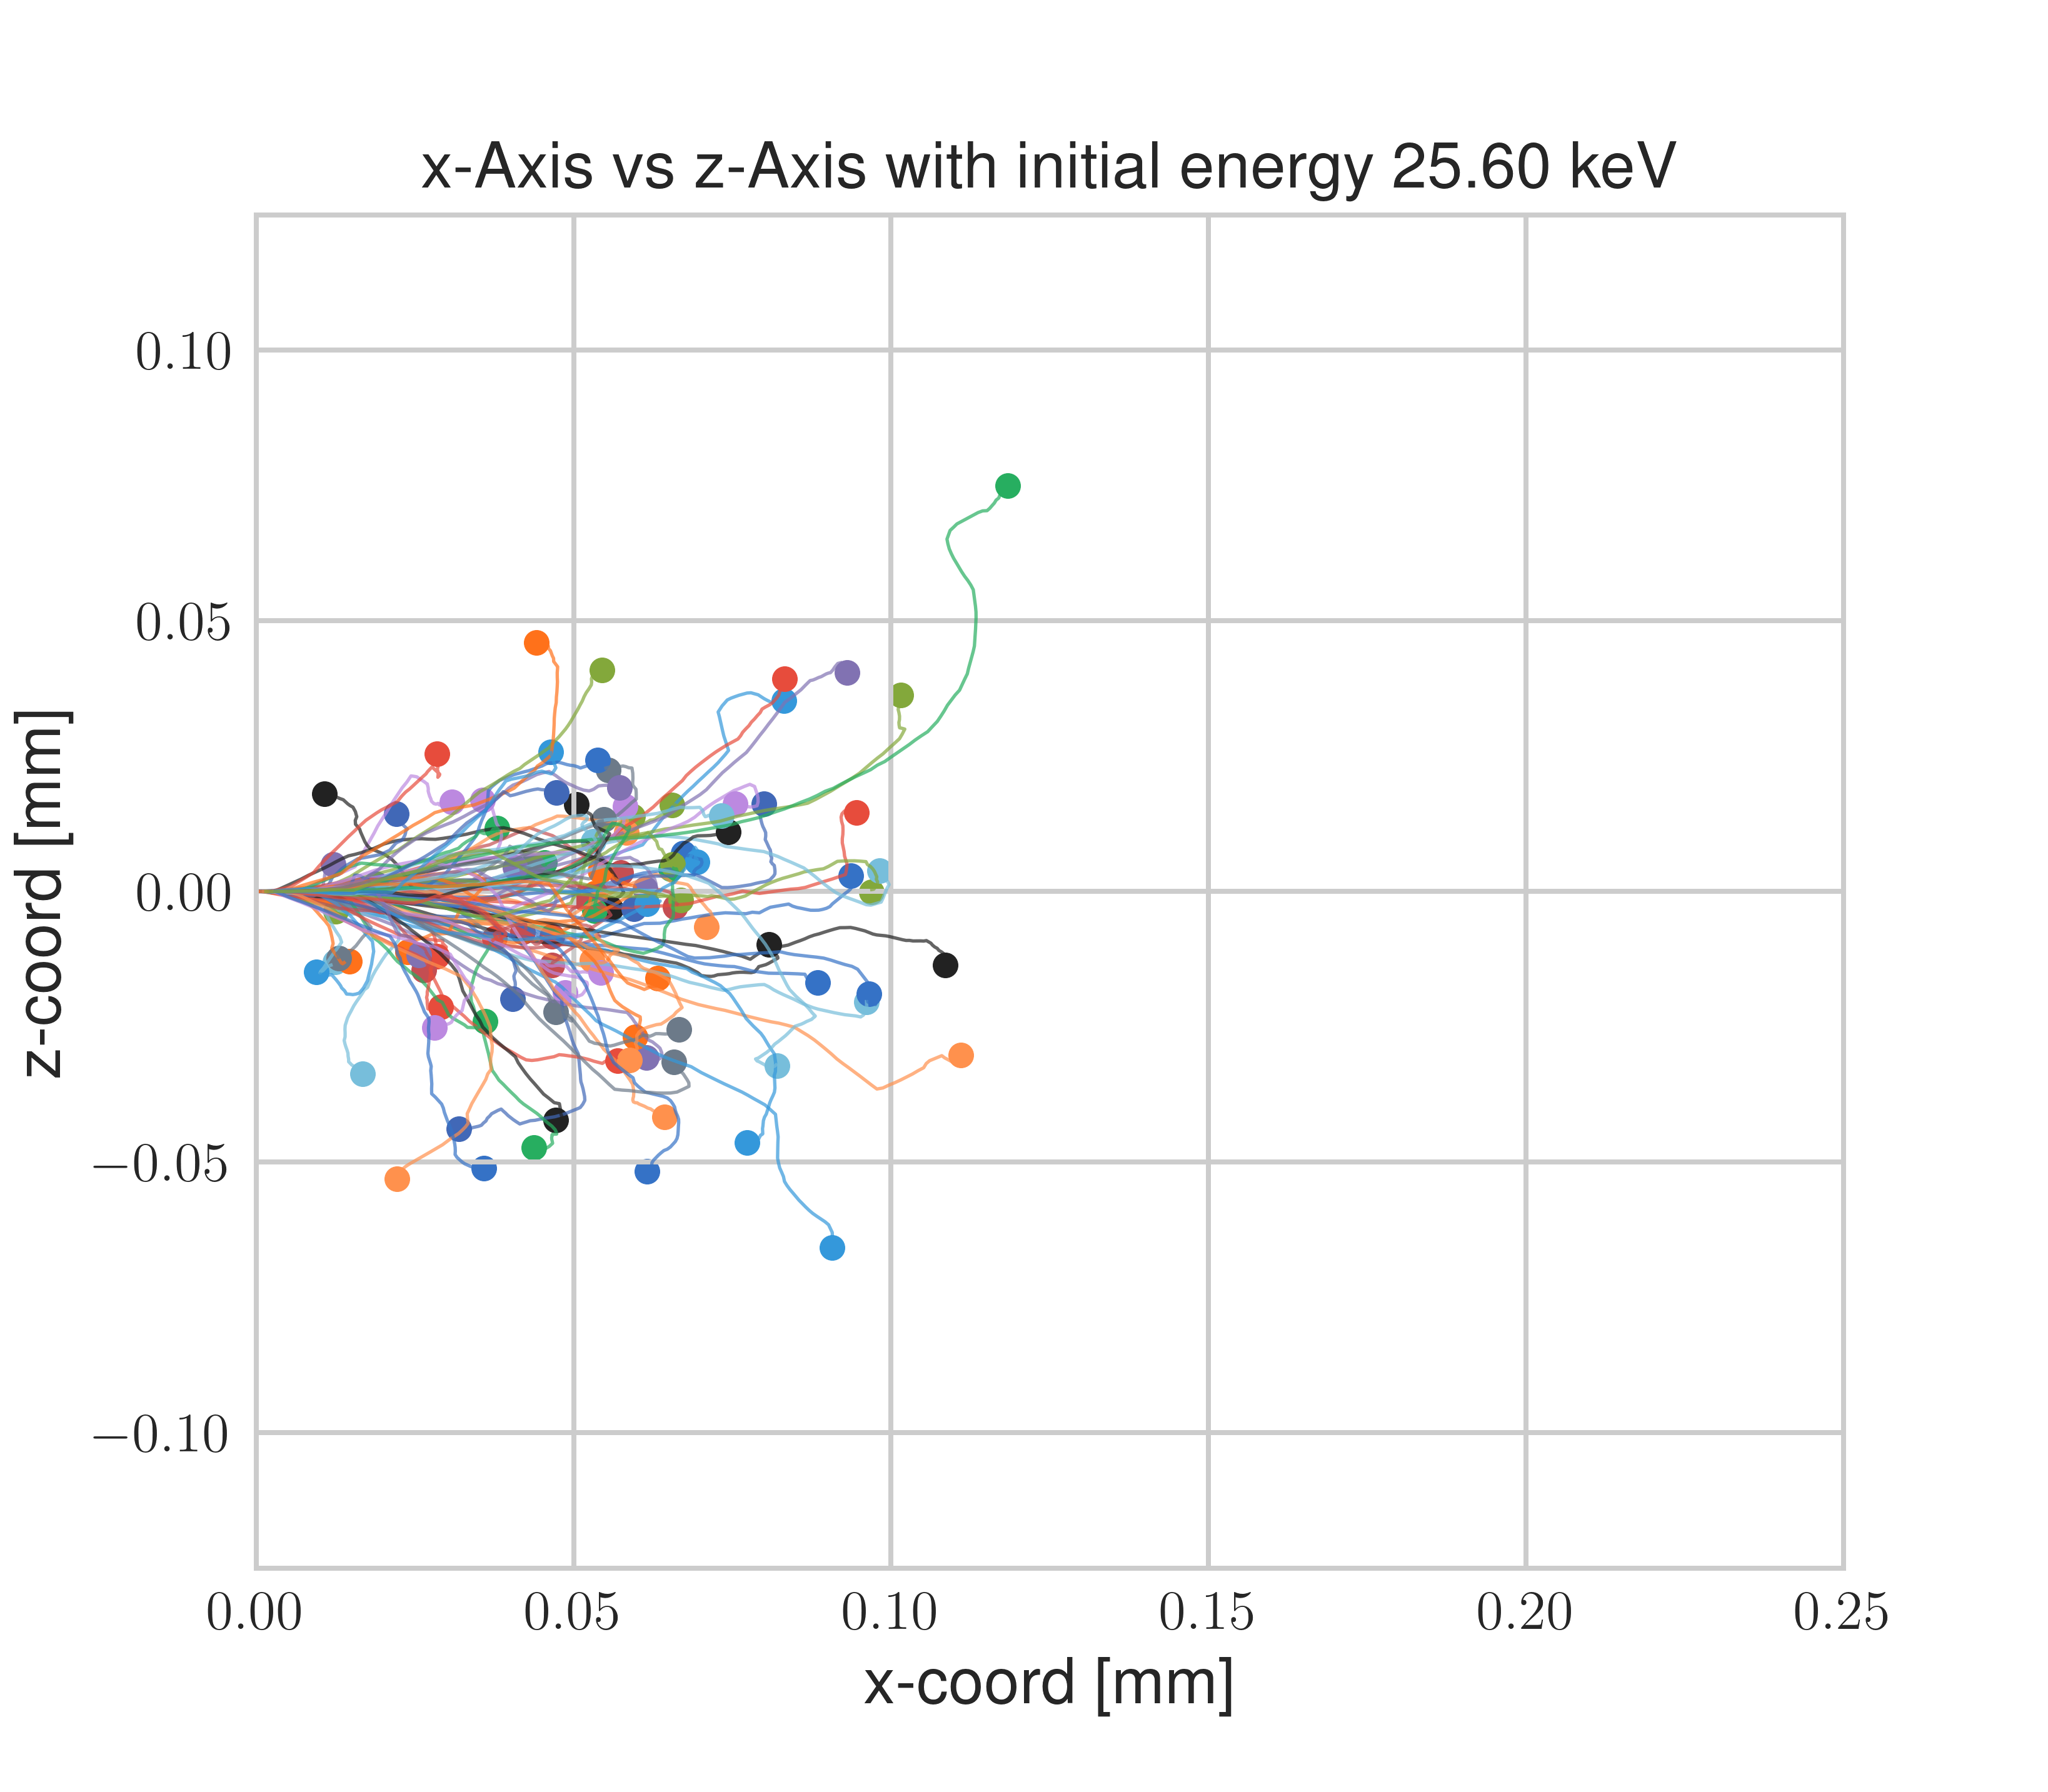 x-Axis vs z-Axis with initial energy 25.60 keV
0.10
0.05
0.00
−0.05
−0.10
z-coord [mm]
0.00 0.05 0.10 0.15 0.20 0.25
x-coord [mm]